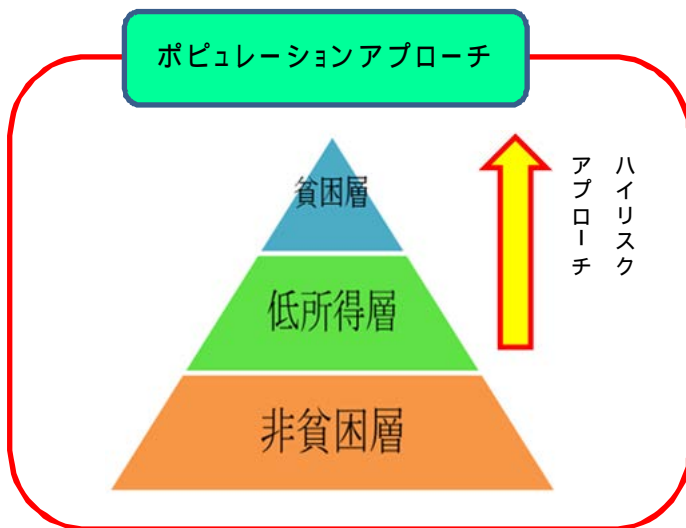 ポピュレーションアプローチ
貧困層
低所得層
非貧困層
ハイリスク
アプローチ